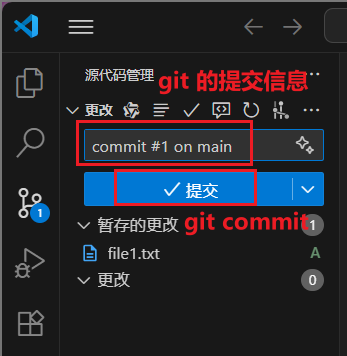 源代码管理
git 的提交信息
更改
commit #1 on main
提交
git commit
暂存的更改
1
file1.txt
A
更改
0
1